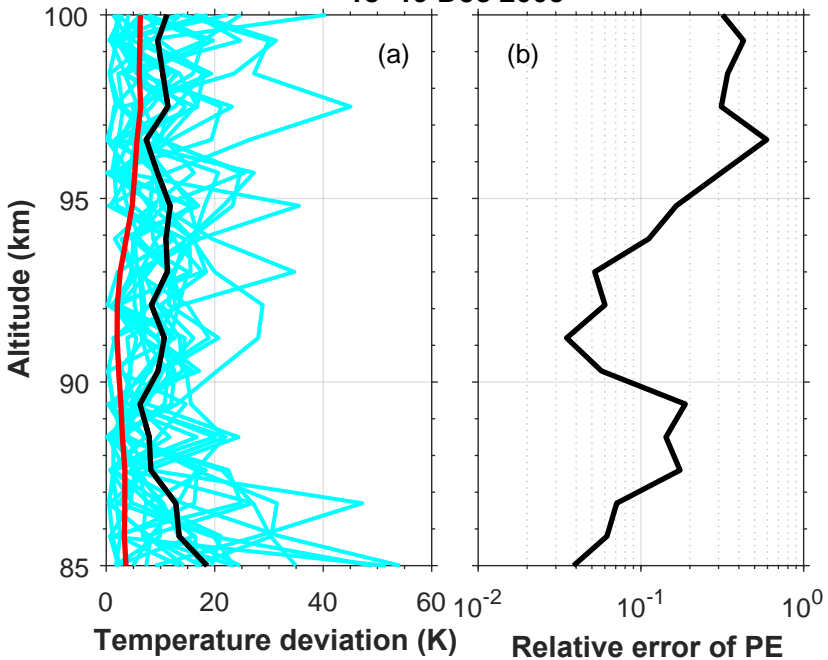 100
95
90
85
Altitude (km)
(a)
(b)
0
20
40
60
10^-2
10^-1
10^0
Temperature deviation (K)
Relative error of PE